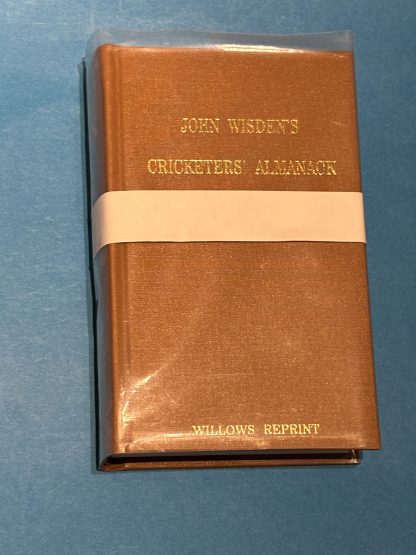 JOHN WISDEN'S
CRICKETERS' ALMANACK
WILLOWS REPRINT